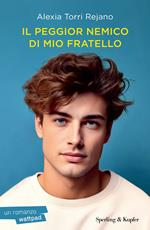 Alexia Torri Rejano
IL PEGGIOR NEMICO
DI MIO FRATELLO
un romanzo
wattpad
Sperling & Kupfer